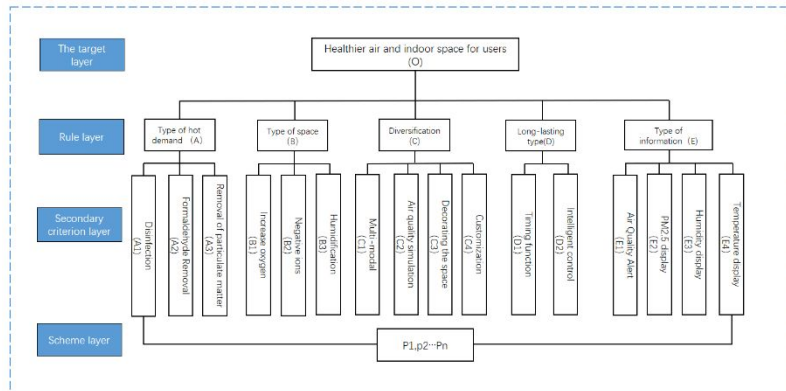 The target
layer
Healthier air and indoor space for users
(O)
Rule layer
Type of hot
demand (A)
Type of space
(B)
Diversification
(C)
Long-lasting
type(D)
Type of
information (E)
Secondary
criterion layer
Disinfection
(A1)
Formaldehyde Removal
(A2)
Removal of particulate matter
(A3)
Increase oxygen
(B1)
Negative ions
(B2)
Humidification
(B3)
Multi-modal
(C1)
Air quality simulation
(C2)
Decorating the space
(C3)
Customization
(C4)
Timing function
(D1)
Intelligent control
(D2)
Air Quality Alert
(E1)
PM2.5 display
(E2)
Humidity display
(E3)
Temperature display
(E4)
Scheme layer
P1,p2···Pn